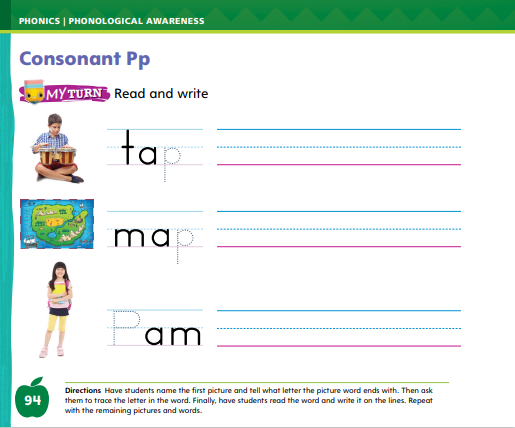 PHONICS | PHONOLOGICAL AWARENESS
Consonant Pp
MY TURN Read and write
tap
map
Pam
94
Directions Have students name the first picture and tell what letter the picture word ends with. Then ask
them to trace the letter in the word. Finally, have students read the word and write it on the lines. Repeat
with the remaining pictures and words.